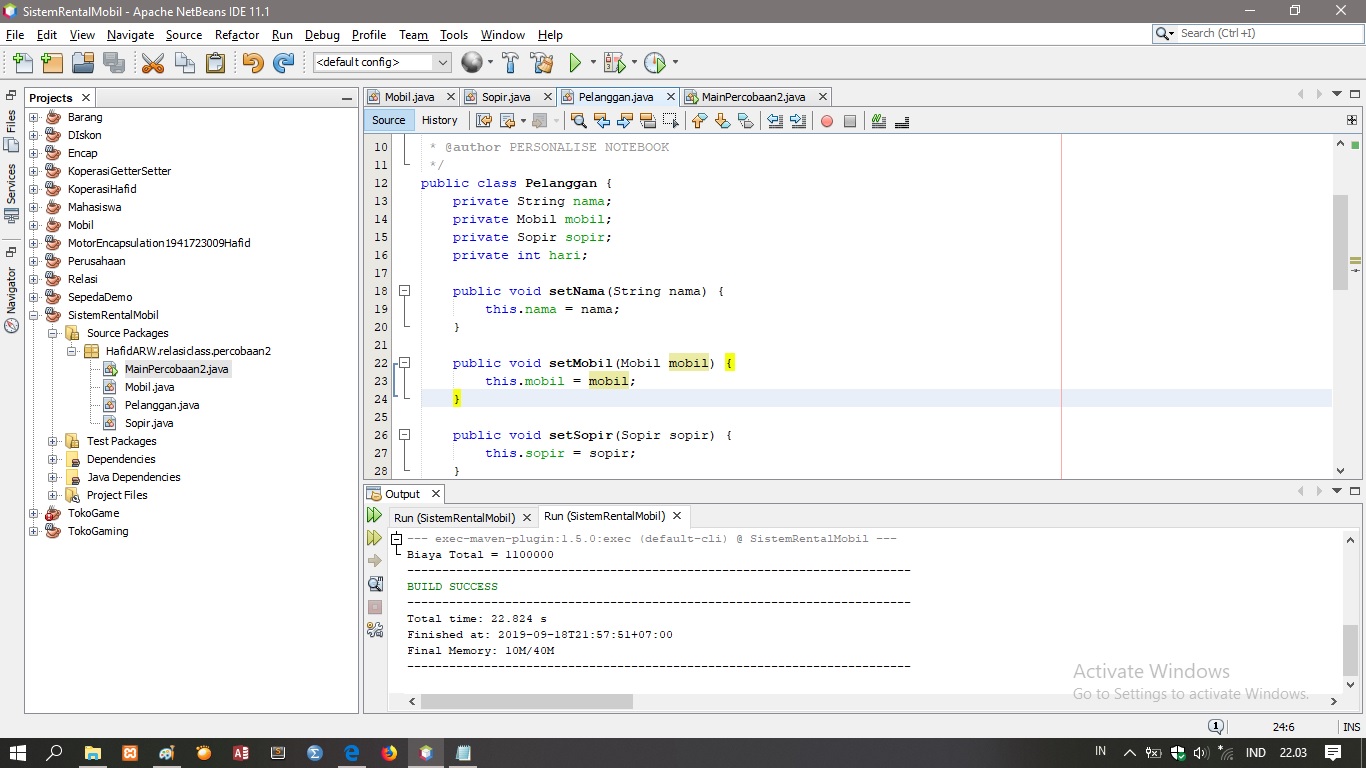 SistemRentalMobil - Apache NetBeans IDE 11.1
File Edit View Navigate Source Refactor Run Debug Profile Team Tools Window Help
Search (Ctrl+I)
<default config>
Projects
Files
Services
Navigator
Barang
DIskon
Encap
KoperasiGetterSetter
KoperasiHafid
Mahasiswa
Mobil
MotorEncapsulation1941723009Hafid
Perusahaan
Relasi
SepedaDemo
SistemRentalMobil
Source Packages
HafidARW.relasiclass.percobaan2
MainPercobaan2.java
Mobil.java
Pelanggan.java
Sopir.java
Test Packages
Dependencies
Java Dependencies
Project Files
TokoGame
TokoGaming
Mobil.java Sopir.java Pelanggan.java MainPercobaan2.java
Source History
10 * @author PERSONALISE NOTEBOOK
11 */
12 public class Pelanggan {
13 private String nama;
14 private Mobil mobil;
15 private Sopir sopir;
16 private int hari;
17
18 public void setNama(String nama) {
19 this.nama = nama;
20 }
21
22 public void setMobil(Mobil mobil) {
23 this.mobil = mobil;
24 }
25
26 public void setSopir(Sopir sopir) {
27 this.sopir = sopir;
28 }
Output
Run (SistemRentalMobil) Run (SistemRentalMobil)
--- exec-maven-plugin:1.5.0:exec (default-cli) @ SistemRentalMobil ---
Biaya Total = 1100000
------------------------------------------------------------------------
BUILD SUCCESS
------------------------------------------------------------------------
Total time: 22.824 s
Finished at: 2019-09-18T21:57:51+07:00
Final Memory: 10M/40M
------------------------------------------------------------------------
Activate Windows
Go to Settings to activate Windows.
1 24:6 INS
IN IND 22.03